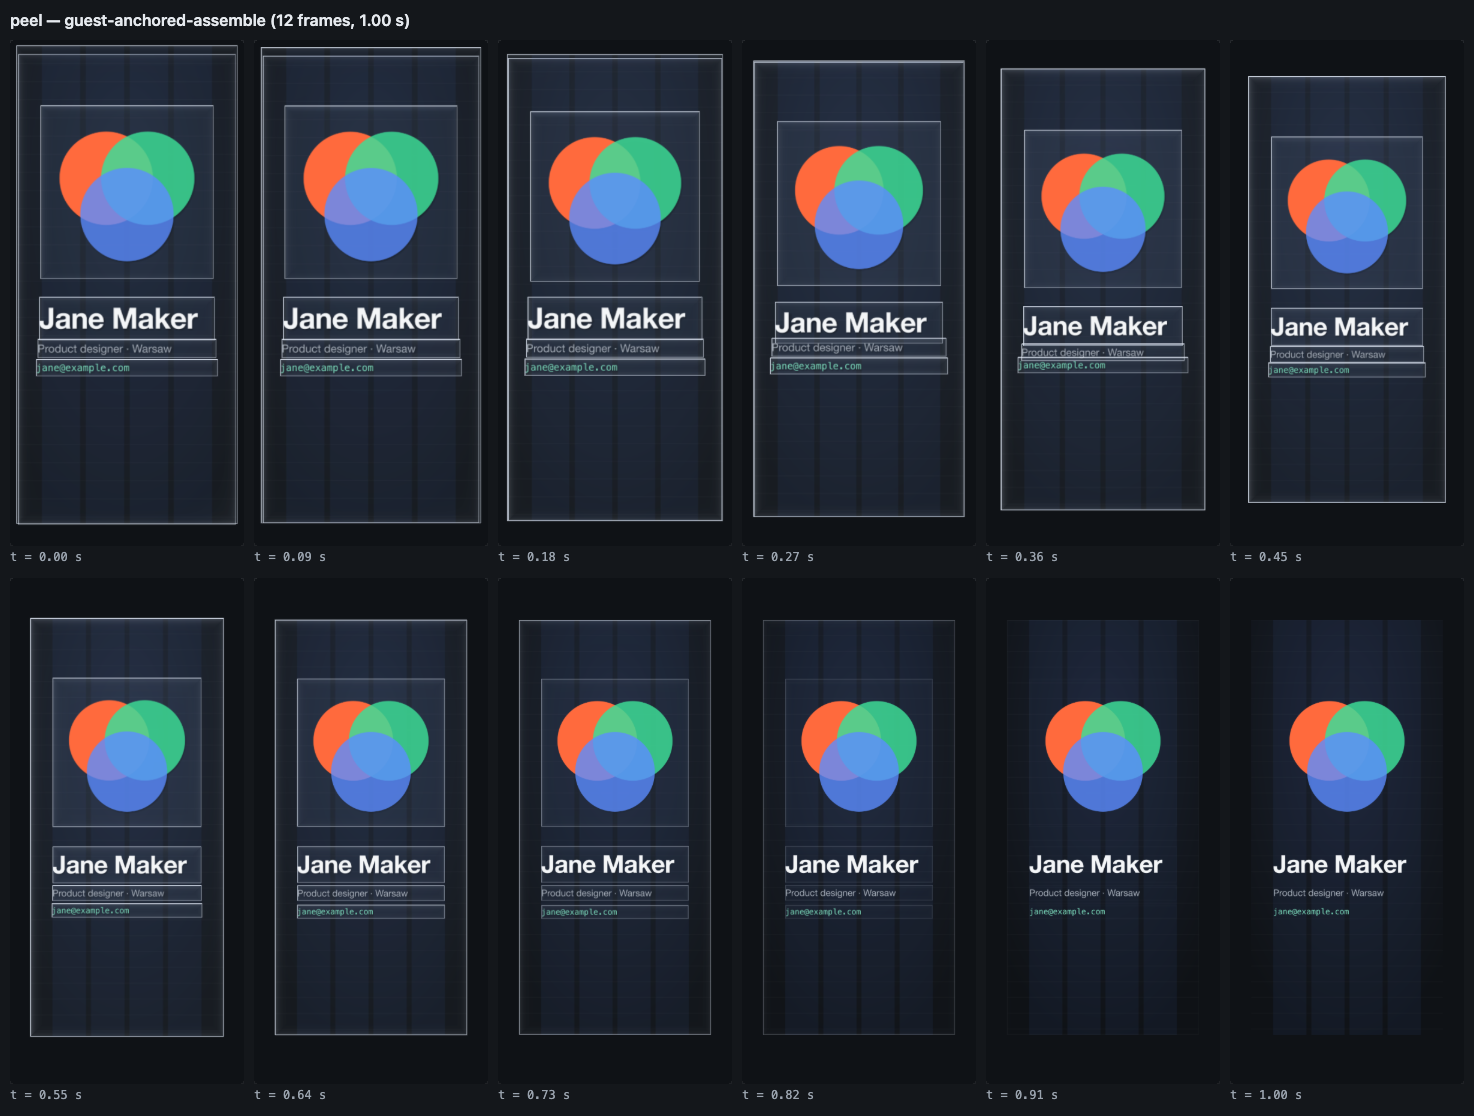 peel — guest-anchored-assemble (12 frames, 1.00 s)
Jane Maker
Product designer · Warsaw
jane@example.com
t = 0.00 s
Jane Maker
Product designer · Warsaw
jane@example.com
t = 0.09 s
Jane Maker
Product designer · Warsaw
jane@example.com
t = 0.18 s
Jane Maker
Product designer · Warsaw
jane@example.com
t = 0.27 s
Jane Maker
Product designer · Warsaw
jane@example.com
t = 0.36 s
Jane Maker
Product designer · Warsaw
jane@example.com
t = 0.45 s
Jane Maker
Product designer · Warsaw
jane@example.com
t = 0.55 s
Jane Maker
Product designer · Warsaw
jane@example.com
t = 0.64 s
Jane Maker
Product designer · Warsaw
jane@example.com
t = 0.73 s
Jane Maker
Product designer · Warsaw
jane@example.com
t = 0.82 s
Jane Maker
Product designer · Warsaw
jane@example.com
t = 0.91 s
Jane Maker
Product designer · Warsaw
jane@example.com
t = 1.00 s